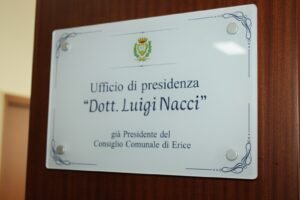 Ufficio di presidenza
“Dott. Luigi Nacci”
già Presidente del
Consiglio Comunale di Erice